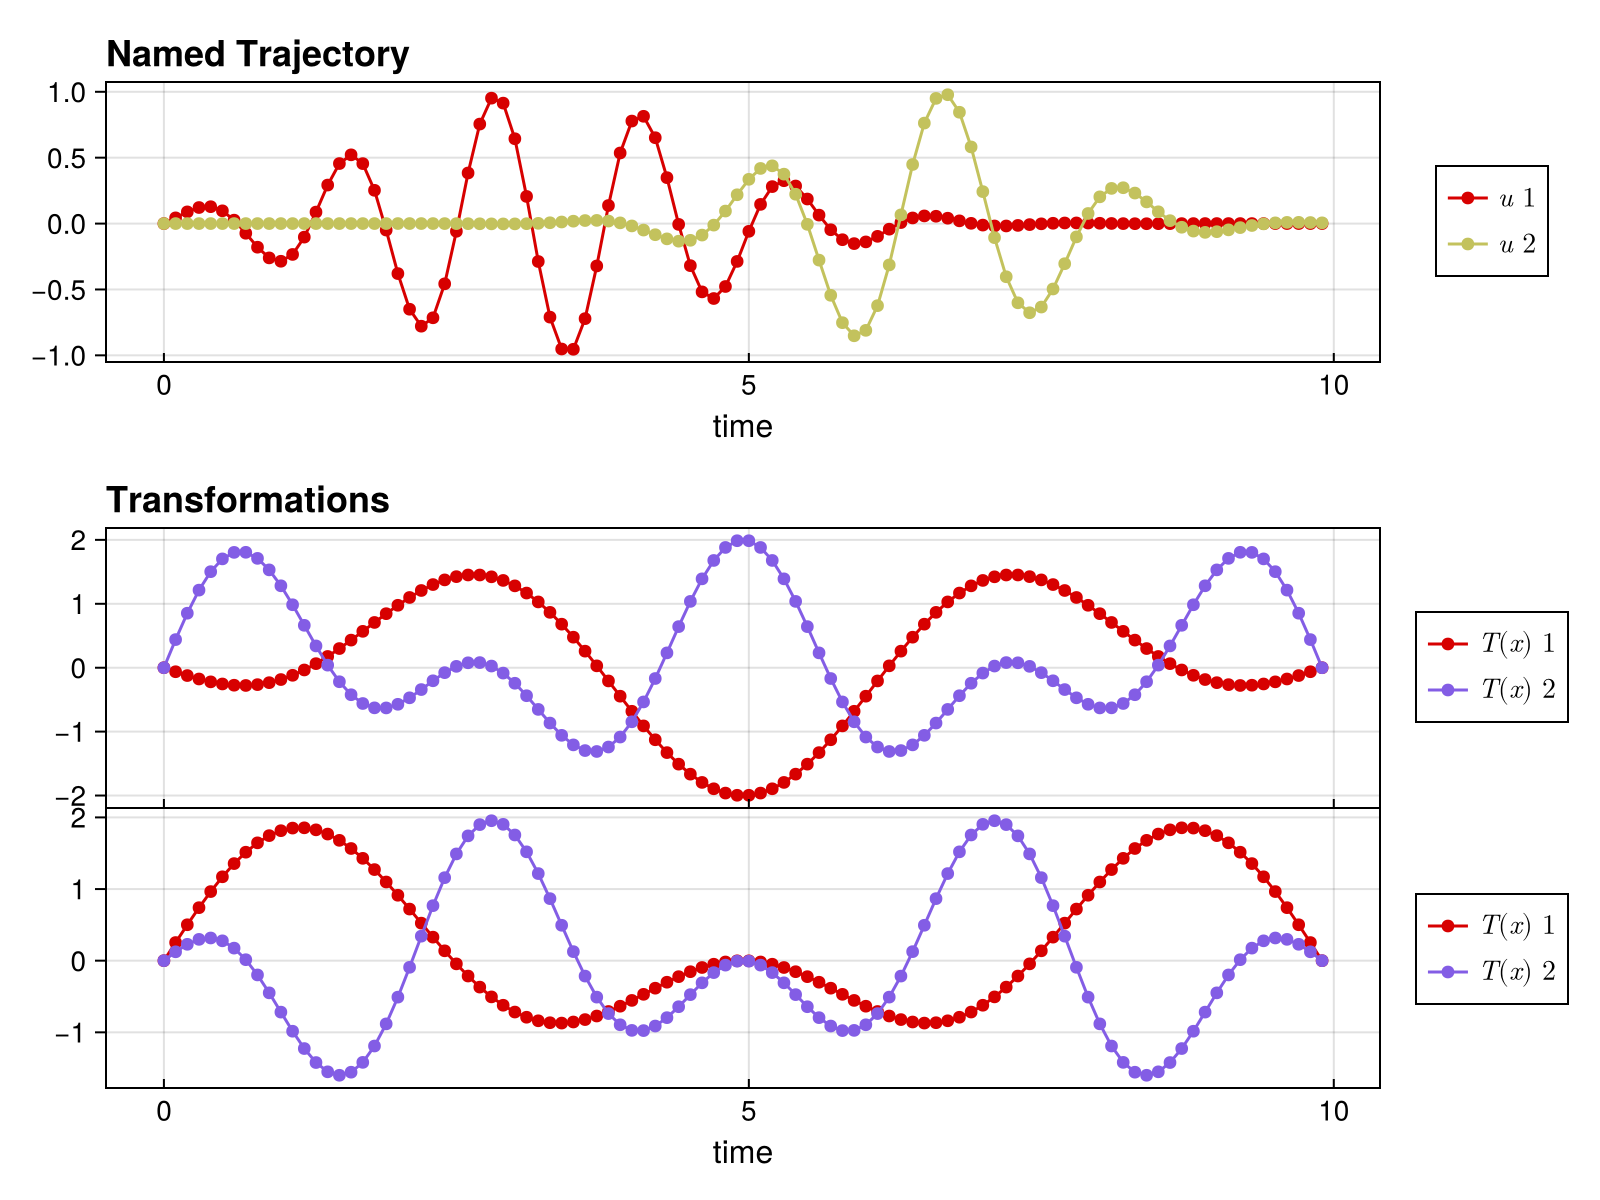 Named Trajectory
1.0
0.5
0.0
−0.5
−1.0
0 5 10
time
u 1
u 2
Transformations
2
1
0
−1
−2
T(x) 1
T(x) 2
2
1
0
−1
0 5 10
time
T(x) 1
T(x) 2